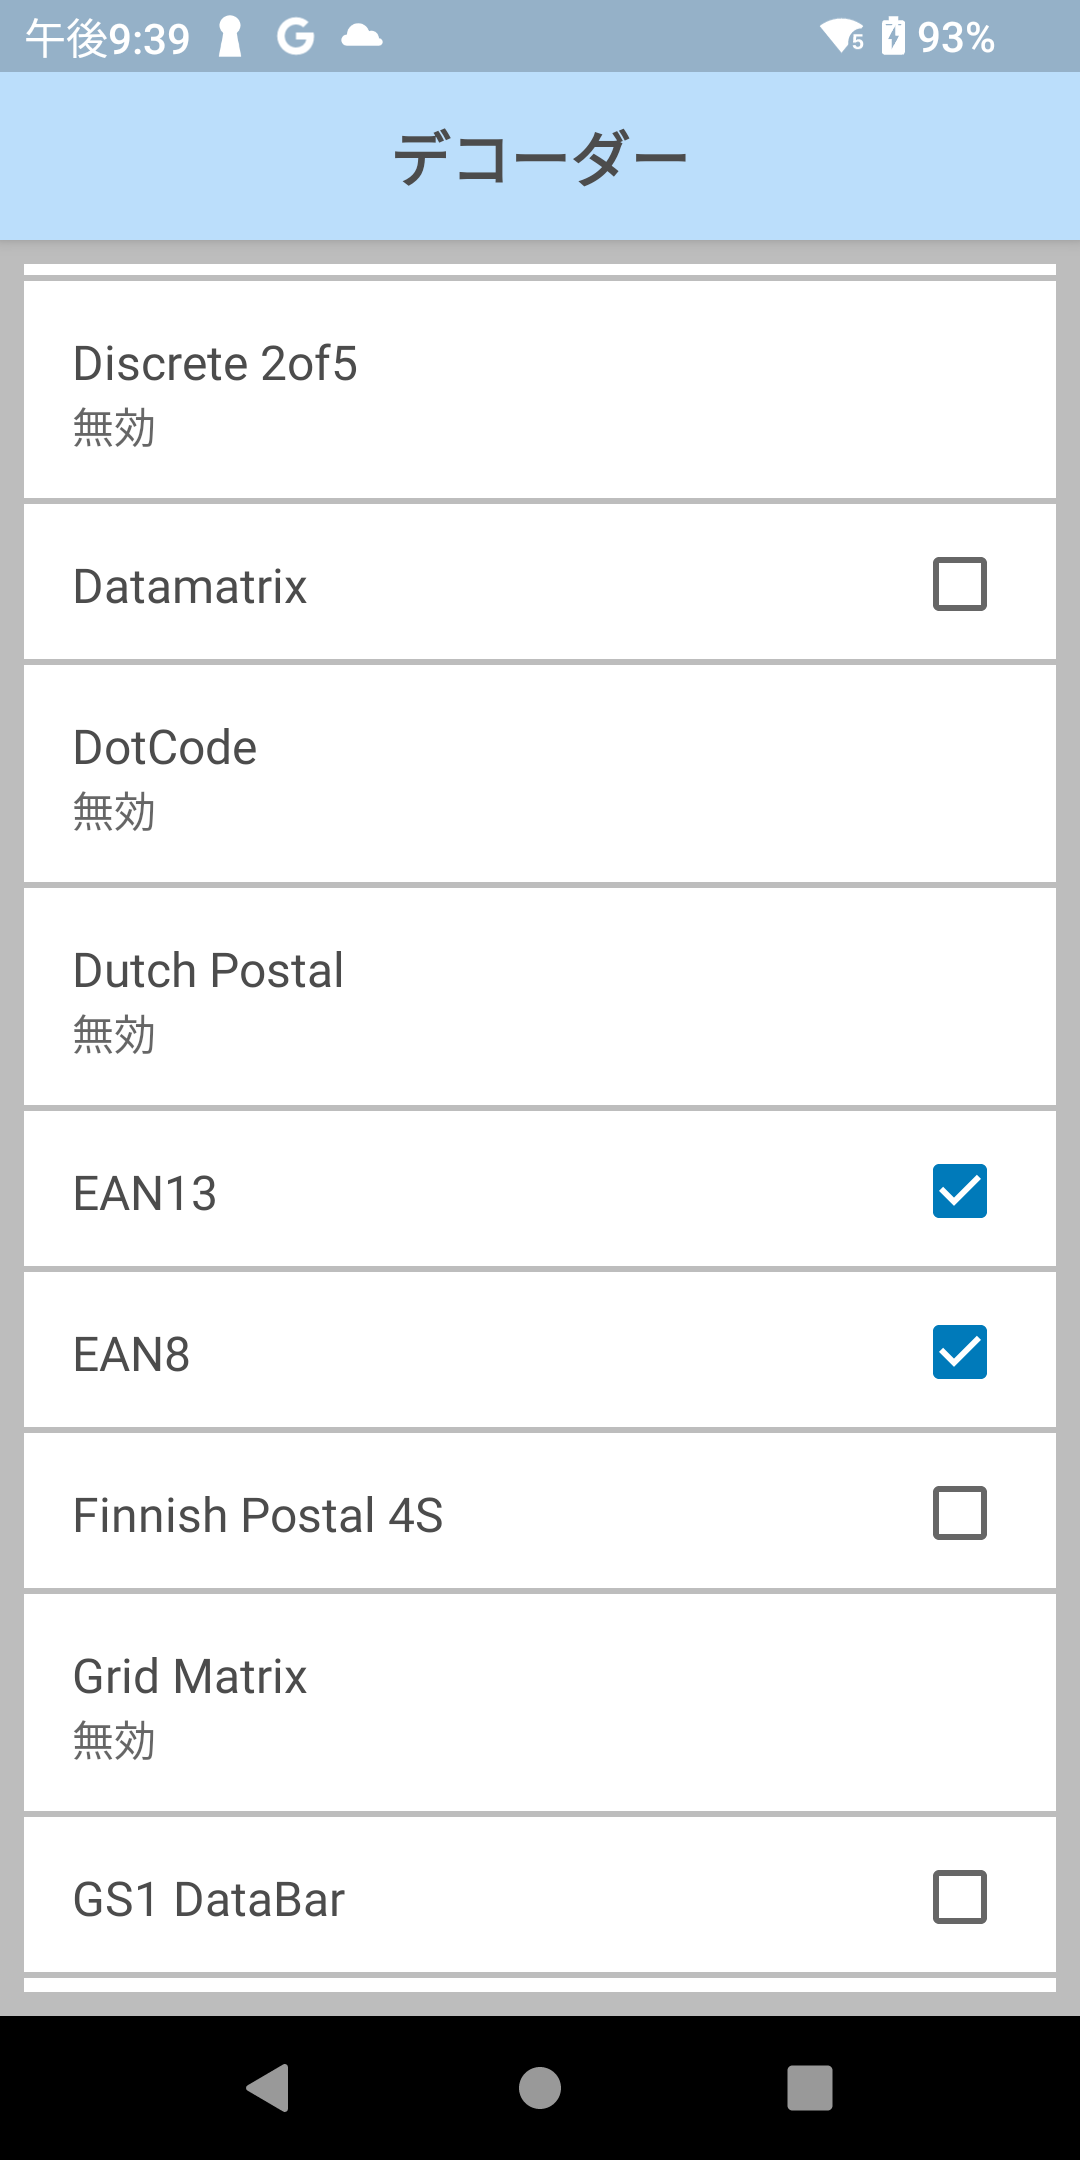 午後9:39 G 5 93%
デコーダー
Discrete 2of5
無効
Datamatrix
DotCode
無効
Dutch Postal
無効
EAN13
EAN8
Finnish Postal 4S
Grid Matrix
無効
GS1 DataBar